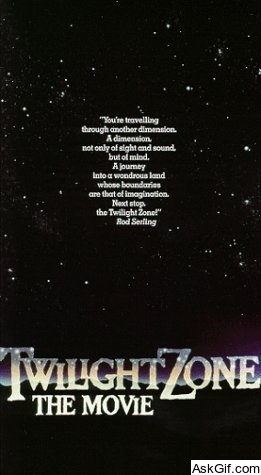 "You're travelling
through another dimension.
A dimension,
not only of sight and sound,
but of mind.
A journey
into a wondrous land
whose boundaries
are that of imagination.
Next stop,
the Twilight Zone!"
Rod Serling
TWILIGHT ZONE
THE MOVIE
AskGif.com